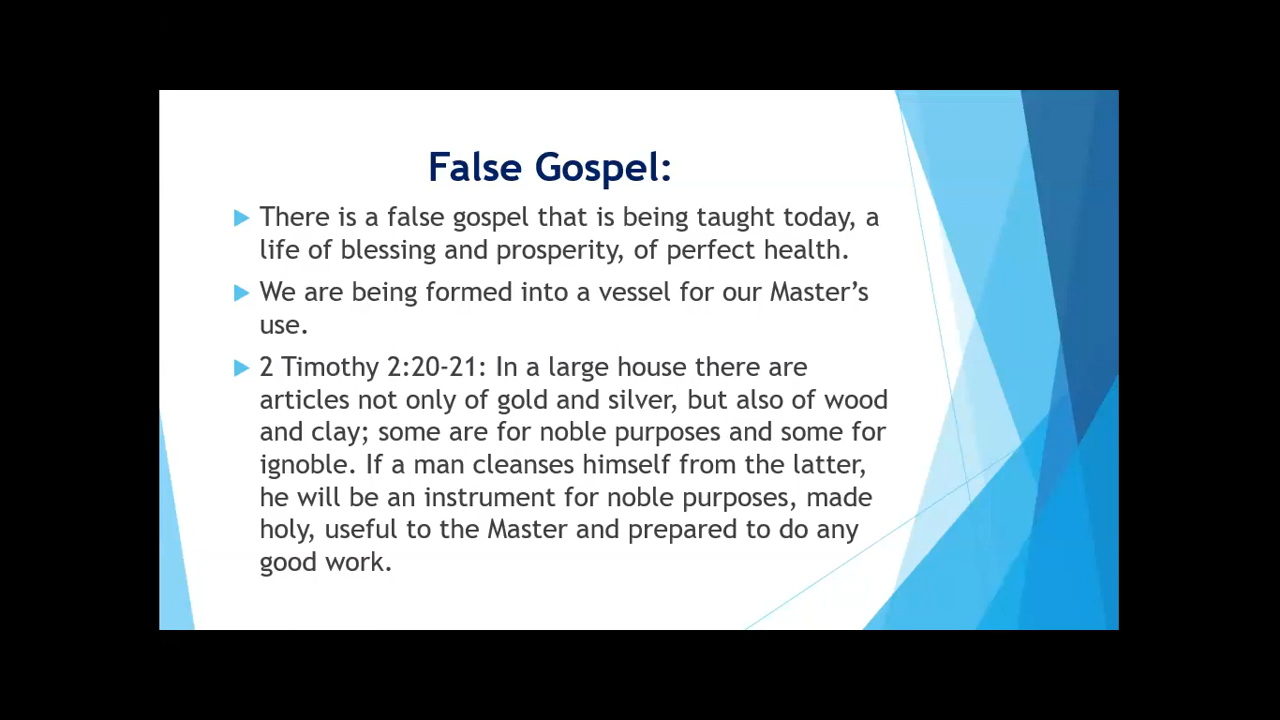 False Gospel:
There is a false gospel that is being taught today, a
life of blessing and prosperity, of perfect health.
We are being formed into a vessel for our Master’s
use.
2 Timothy 2:20-21: In a large house there are
articles not only of gold and silver, but also of wood
and clay; some are for noble purposes and some for
ignoble. If a man cleanses himself from the latter,
he will be an instrument for noble purposes, made
holy, useful to the Master and prepared to do any
good work.